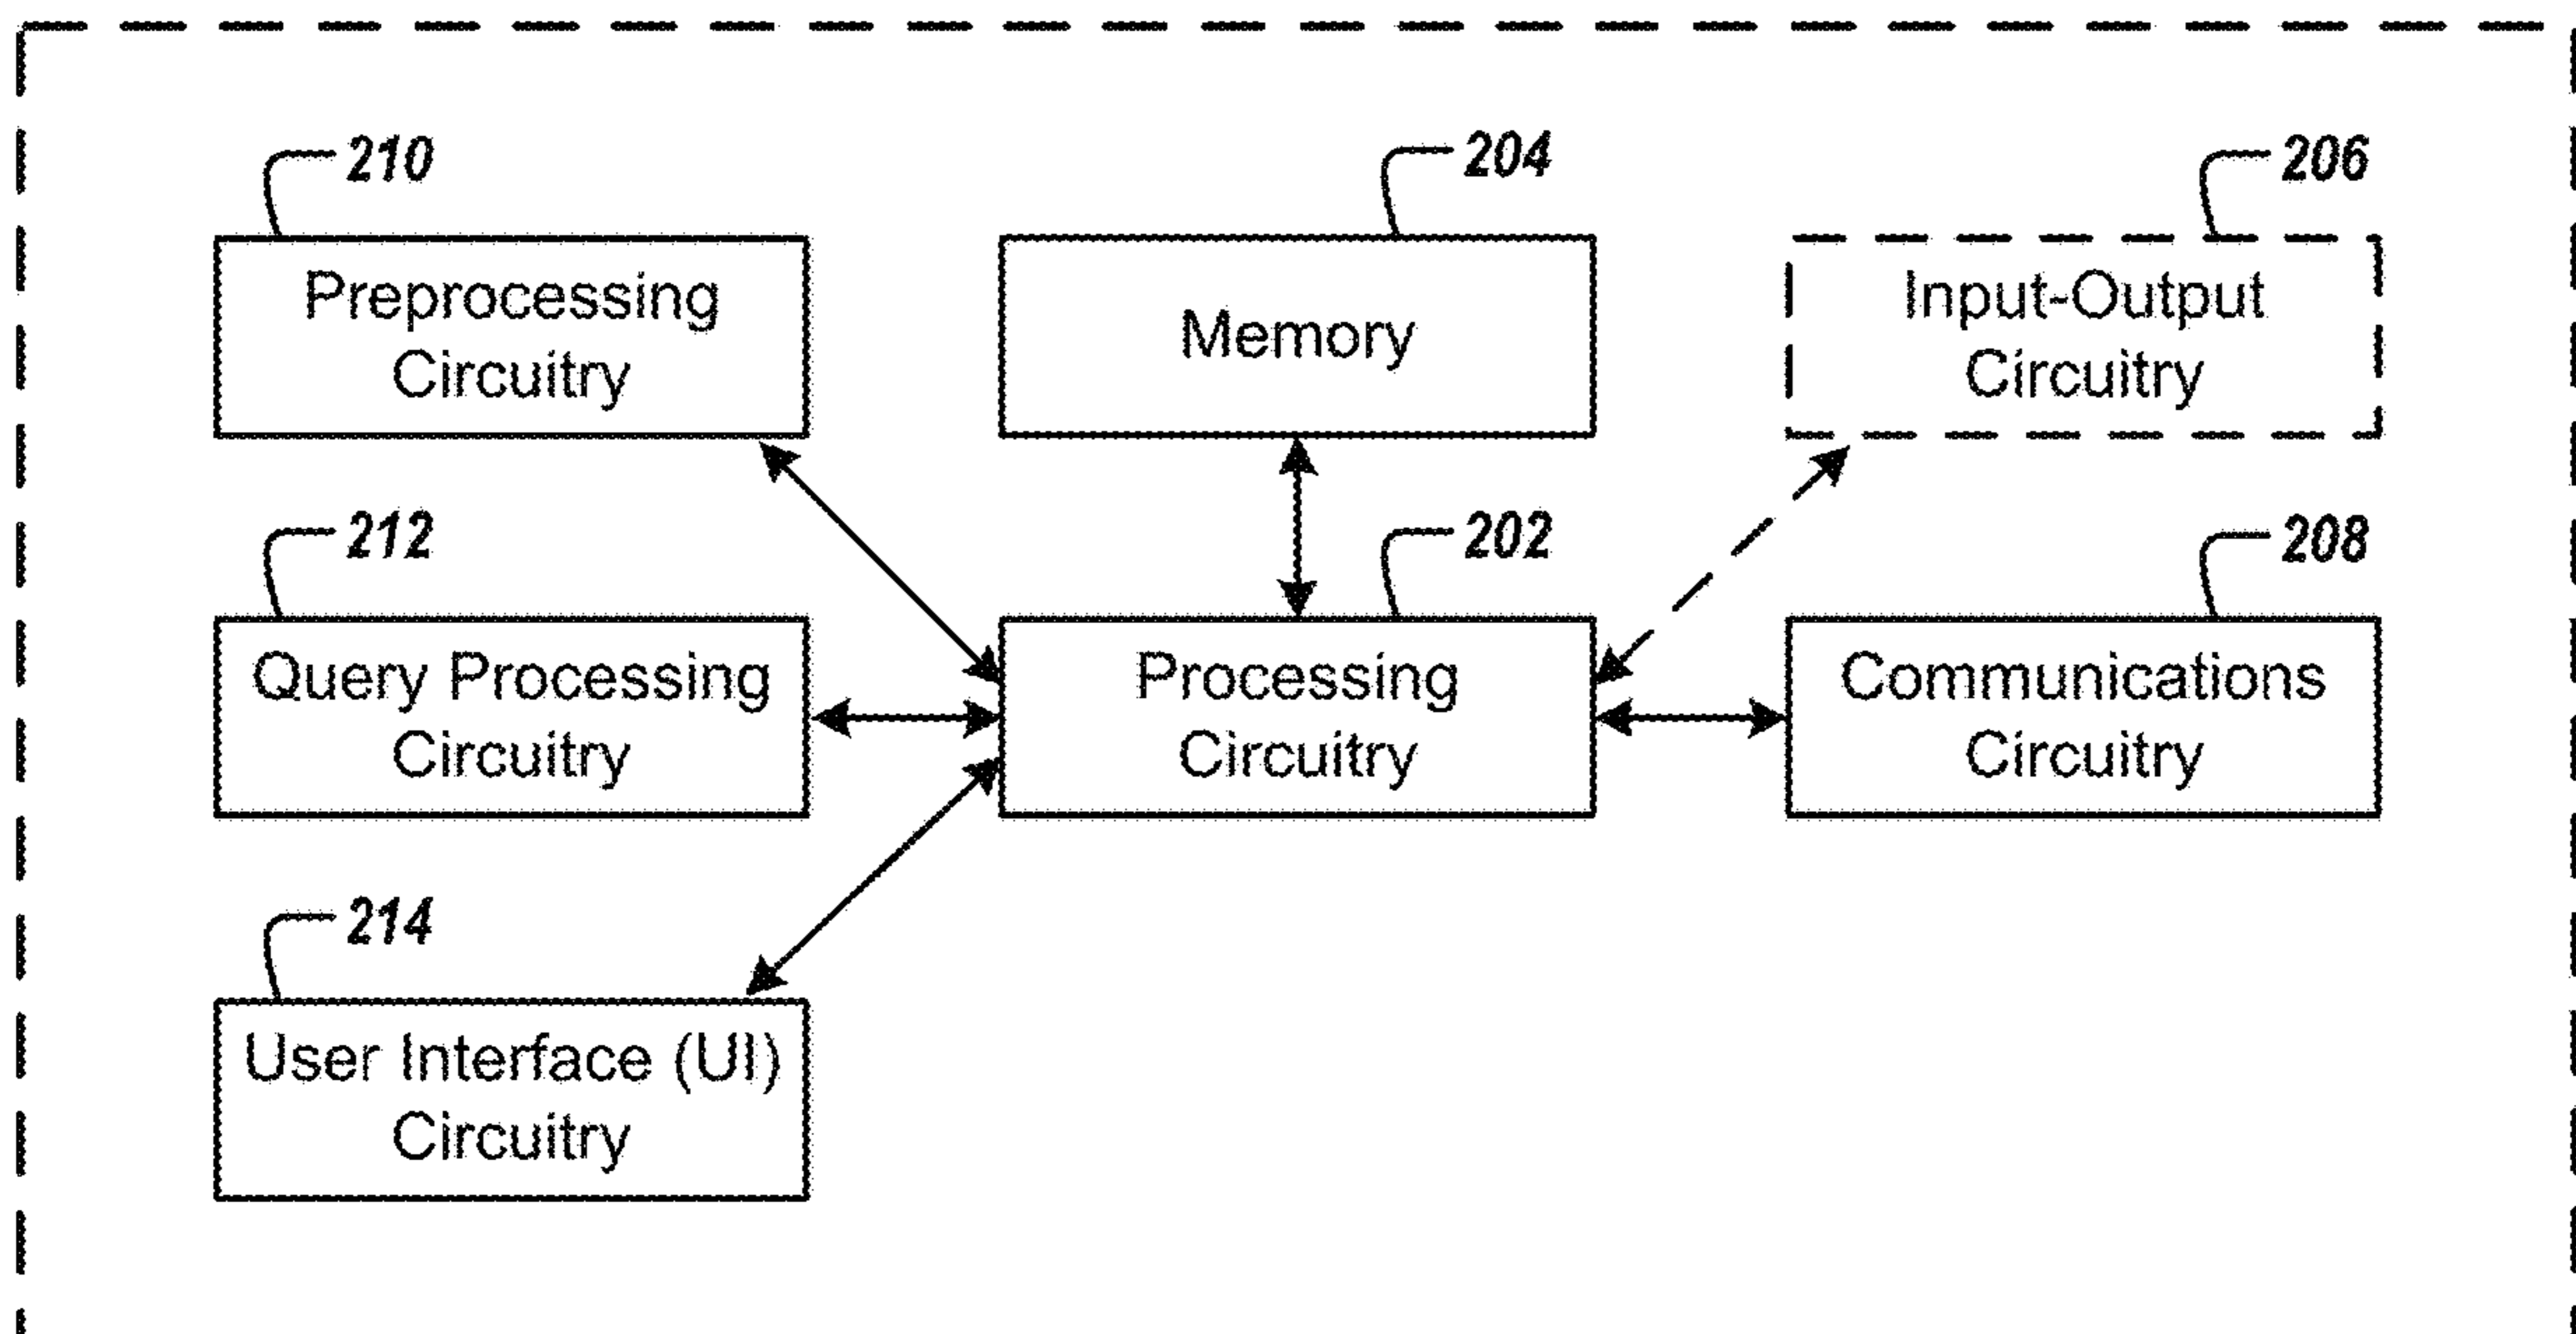 210
Preprocessing
Circuitry
204
Memory
206
Input-Output
Circuitry
212
Query Processing
Circuitry
202
Processing
Circuitry
208
Communications
Circuitry
214
User Interface (UI)
Circuitry